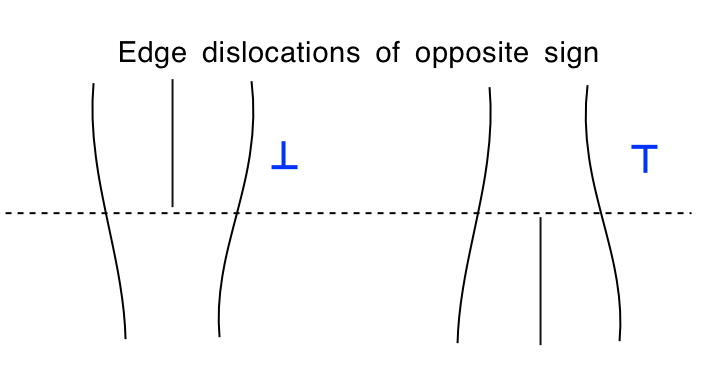 Edge dislocations of opposite sign
⊥ ⊤